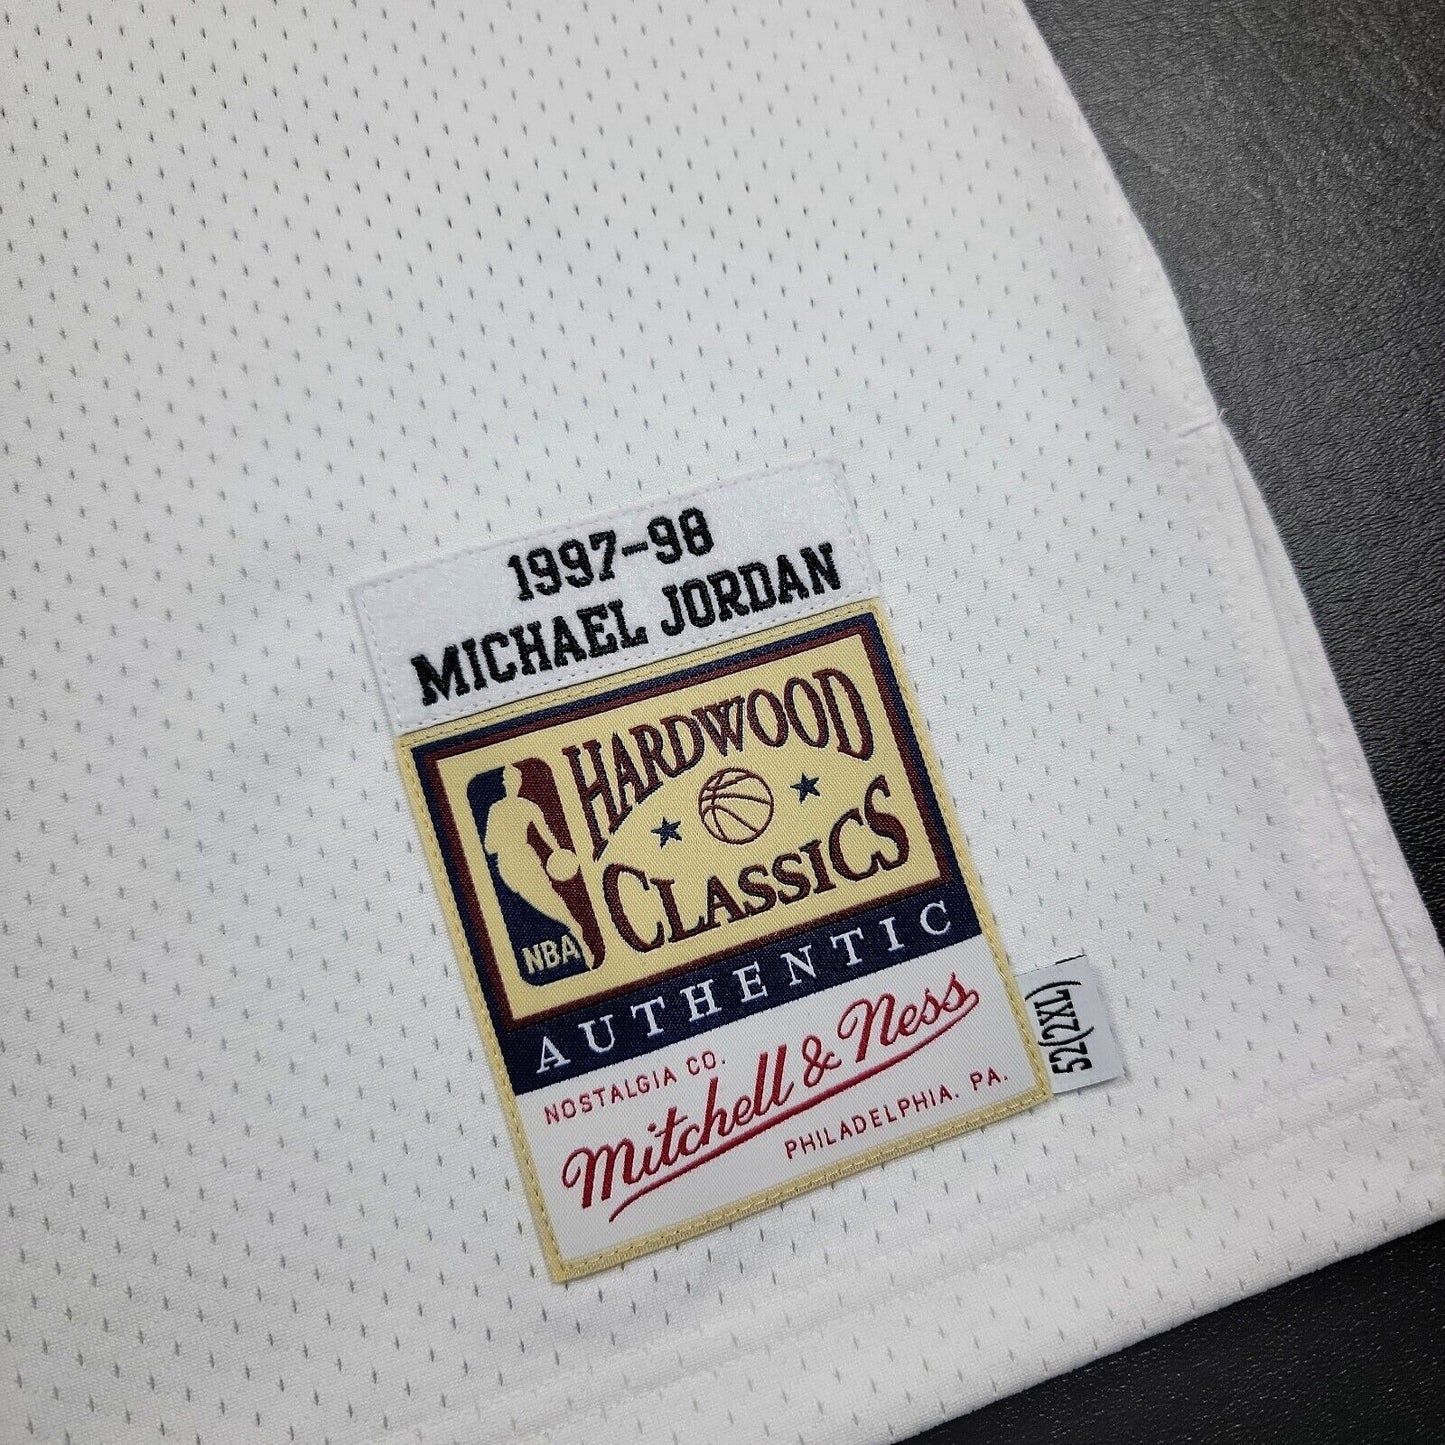 1997-98
MICHAEL JORDAN
HARDWOOD
CLASSICS
NBA
AUTHENTIC
NOSTALGIA CO.
Mitchell & Ness
PHILADELPHIA. PA.
52(2XL)